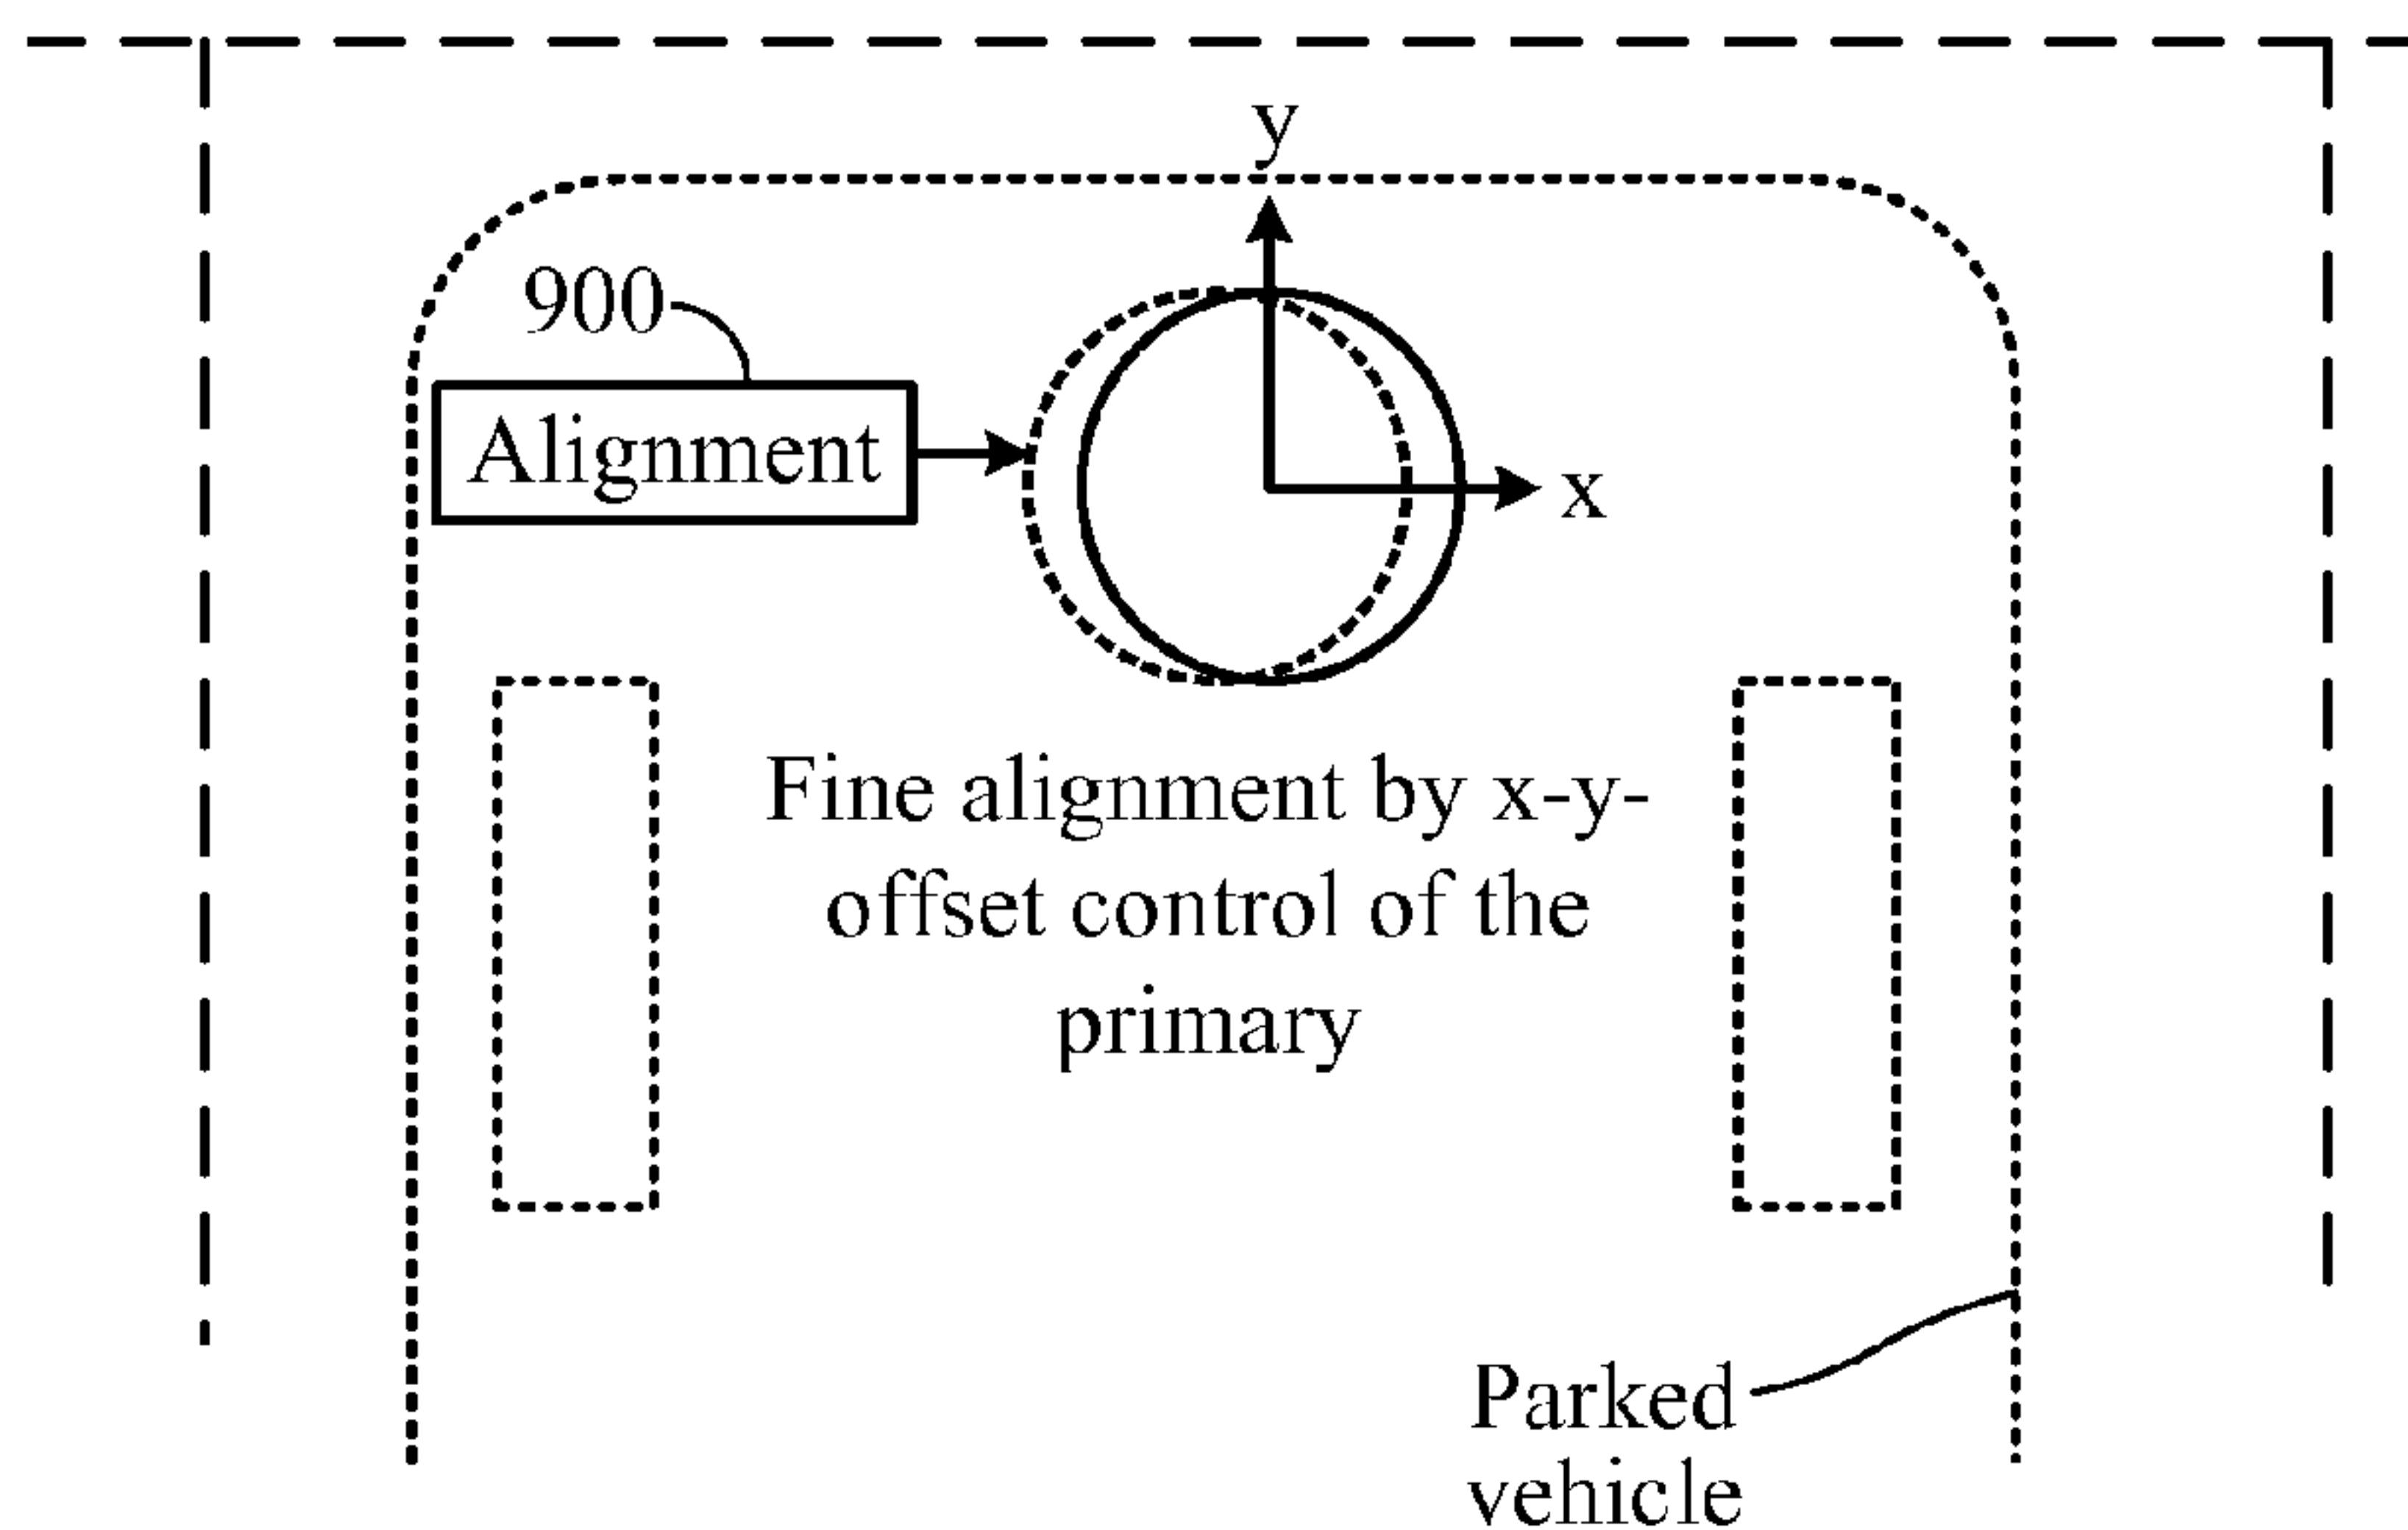 y
900
Alignment
x
Fine alignment by x-y-
offset control of the
primary
Parked
vehicle